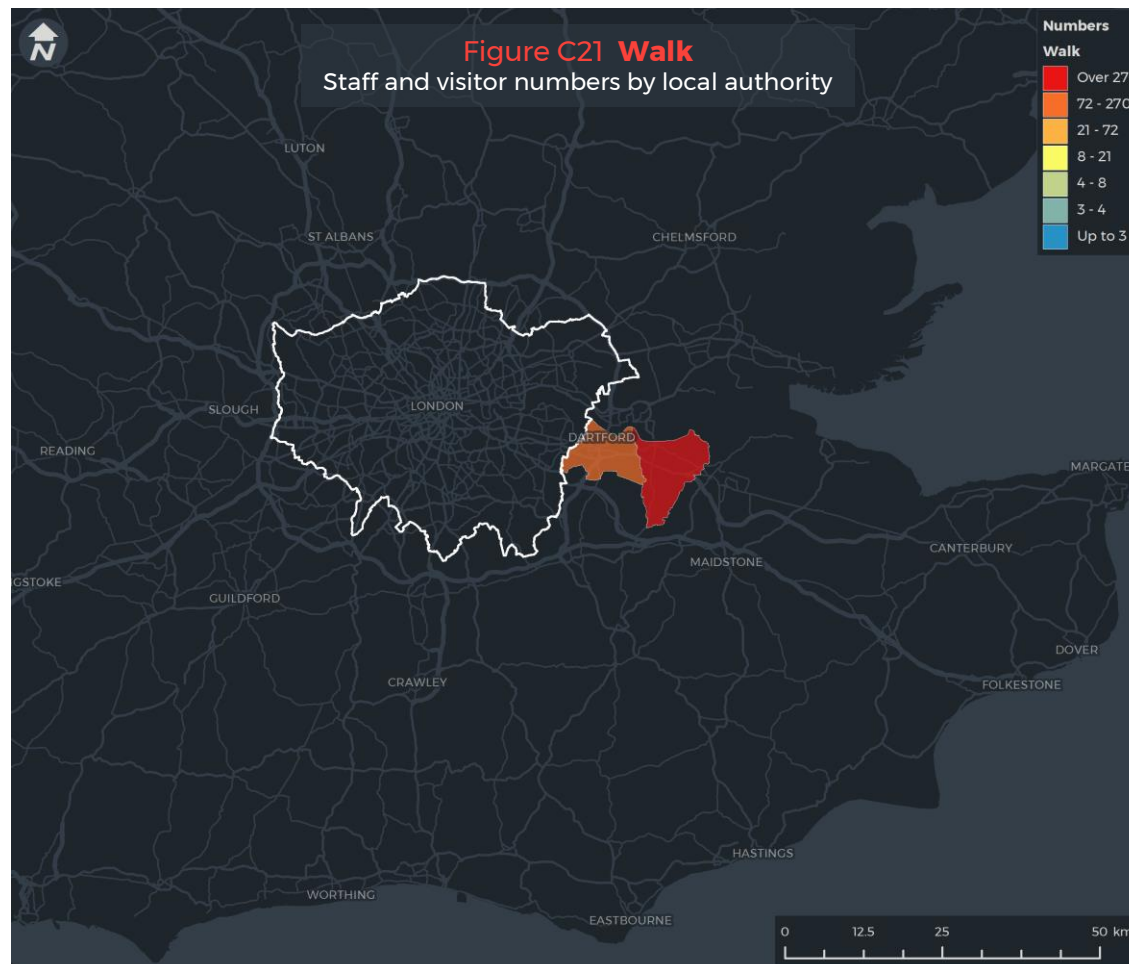 N
Figure C21 Walk
Staff and visitor numbers by local authority
Numbers
Walk
Over 27
72 - 270
21 - 72
8 - 21
4 - 8
3 - 4
Up to 3
LUTON
ST ALBANS
CHELMSFORD
SLOUGH
LONDON
DARTFORD
READING
MARGATE
GSTOKE
GUILDFORD
MAIDSTONE
CANTERBURY
DOVER
CRAWLEY
FOLKESTONE
HASTINGS
WORTHING
EASTBOURNE
0 12.5 25 50 km